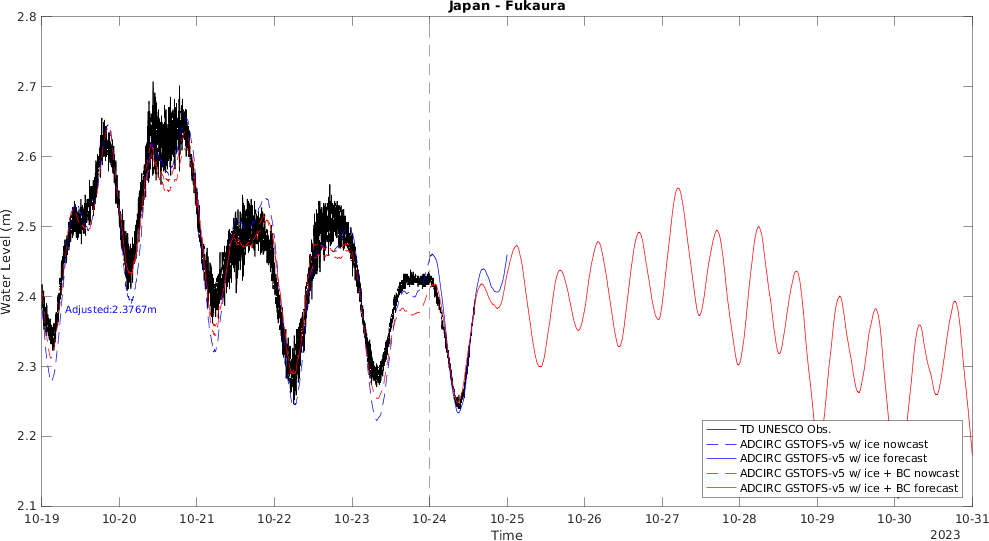 Japan - Fukaura
2.8
2.7
2.6
2.5
2.4
2.3
2.2
2.1
Water Level (m)
Adjusted:2.3767m
TD UNESCO Obs.
ADCIRC GSTOFS-v5 w/ ice nowcast
ADCIRC GSTOFS-v5 w/ ice forecast
ADCIRC GSTOFS-v5 w/ ice + BC nowcast
ADCIRC GSTOFS-v5 w/ ice + BC forecast
10-19 10-20 10-21 10-22 10-23 10-24 10-25 10-26 10-27 10-28 10-29 10-30 10-31
Time
2023